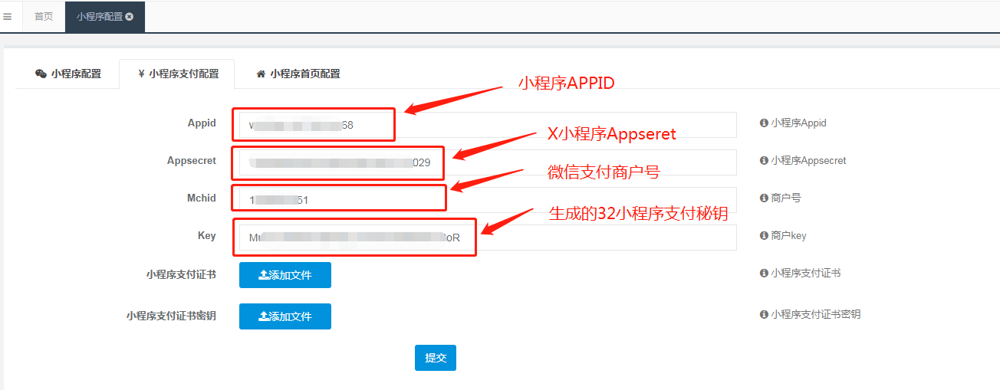 首页
小程序配置
小程序配置
¥ 小程序支付配置
小程序首页配置
小程序APPID
Appid
68
小程序Appid
X小程序Appseret
Appsecret
029
小程序Appsecret
微信支付商户号
Mchid
1 51
商户号
生成的32小程序支付秘钥
Key
oR
商户key
小程序支付证书
添加文件
小程序支付证书
小程序支付证书密钥
添加文件
小程序支付证书密钥
提交